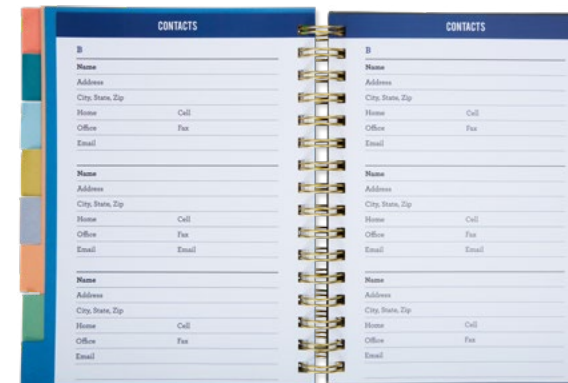 CONTACTS
B
Name
Address
City, State, Zip
Home Cell
Office Fax
Email
Name
Address
City, State, Zip
Home Cell
Office Fax
Email Email
Name
Address
City, State, Zip
Home Cell
Office Fax
Email
CONTACTS
B
Name
Address
City, State, Zip
Home Cell
Office Fax
Email
Name
Address
City, State, Zip
Home Cell
Office Fax
Email Email
Name
Address
City, State, Zip
Home Cell
Office Fax
Email